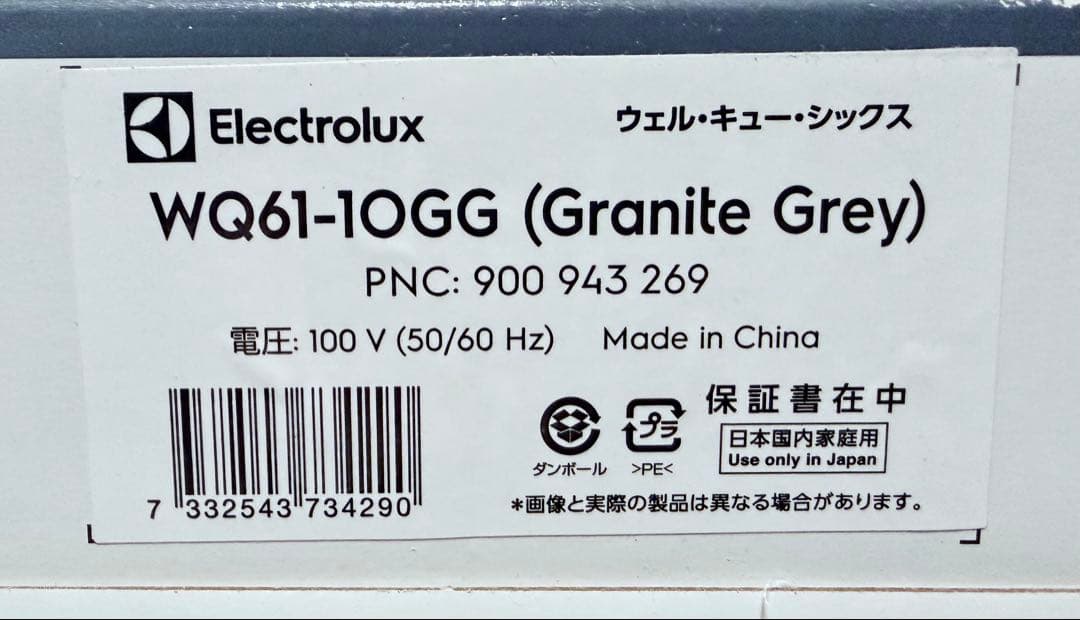 Electrolux
ウェル・キュー・シックス
WQ61-10GG (Granite Grey)
PNC: 900 943 269
電圧: 100 V (50/60 Hz) Made in China
7 332543 734290
プラ
ダンボール >PE<
保証書在中
日本国内家庭用
Use only in Japan
*画像と実際の製品は異なる場合があります。